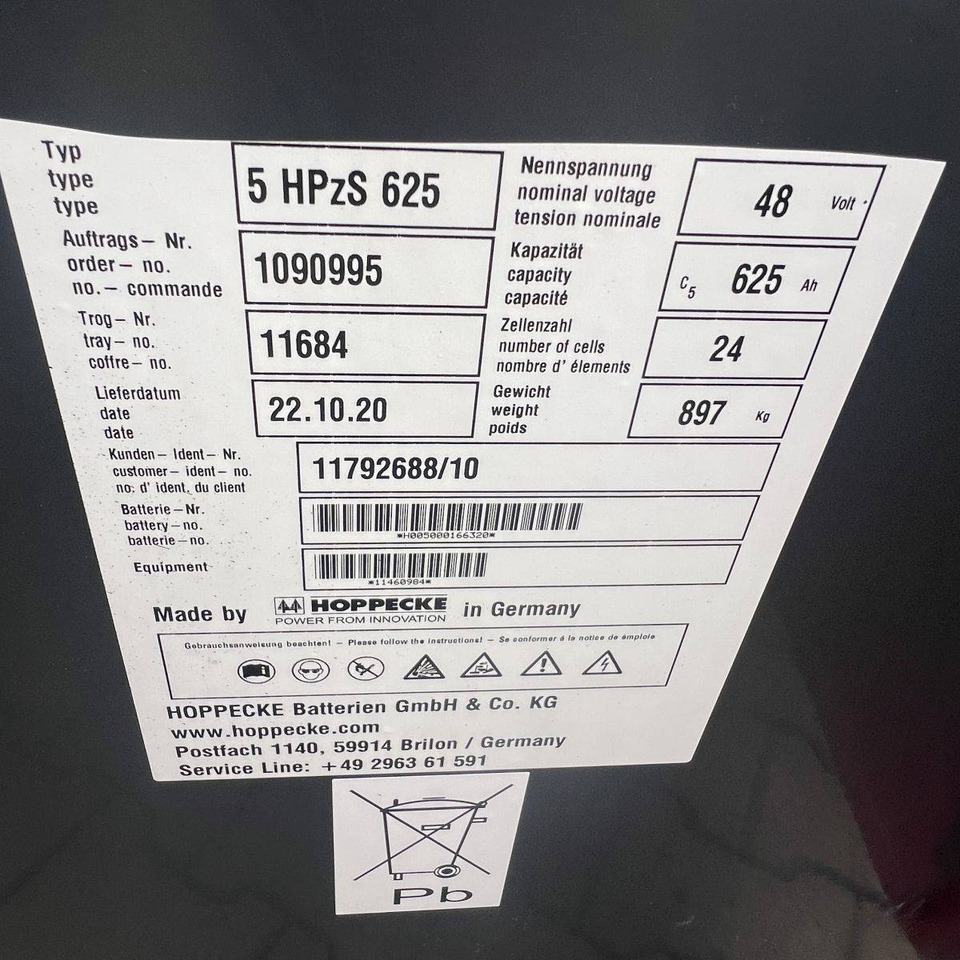 Typ
type
type
5 HPzS 625
Nennspannung
nominal voltage
tension nominale
48 Volt
Auftrags- Nr.
order- no.
no.- commande
1090995
Kapazität
capacity
capacité
C5 625 Ah
Trog- Nr.
tray- no.
coffre- no.
11684
Zellenzahl
number of cells
nombre d' élements
24
Lieferdatum
date
date
22.10.20
Gewicht
weight
poids
897 Kg
Kunden- Ident- Nr.
customer- ident- no.
no. d' ident. du client
11792688/10
Batterie-Nr.
battery-no.
batterie-no.
*H005000166320*
Equipment
*11460984*
Made by HOPPECKE in Germany
POWER FROM INNOVATION
Gebrauchsanweisung beachten! - Please follow the instructions! - Se conformer à la notice de émploie
HOPPECKE Batterien GmbH & Co. KG
www.hoppecke.com
Postfach 1140, 59914 Brilon / Germany
Service Line: +49 2963 61 591
Pb